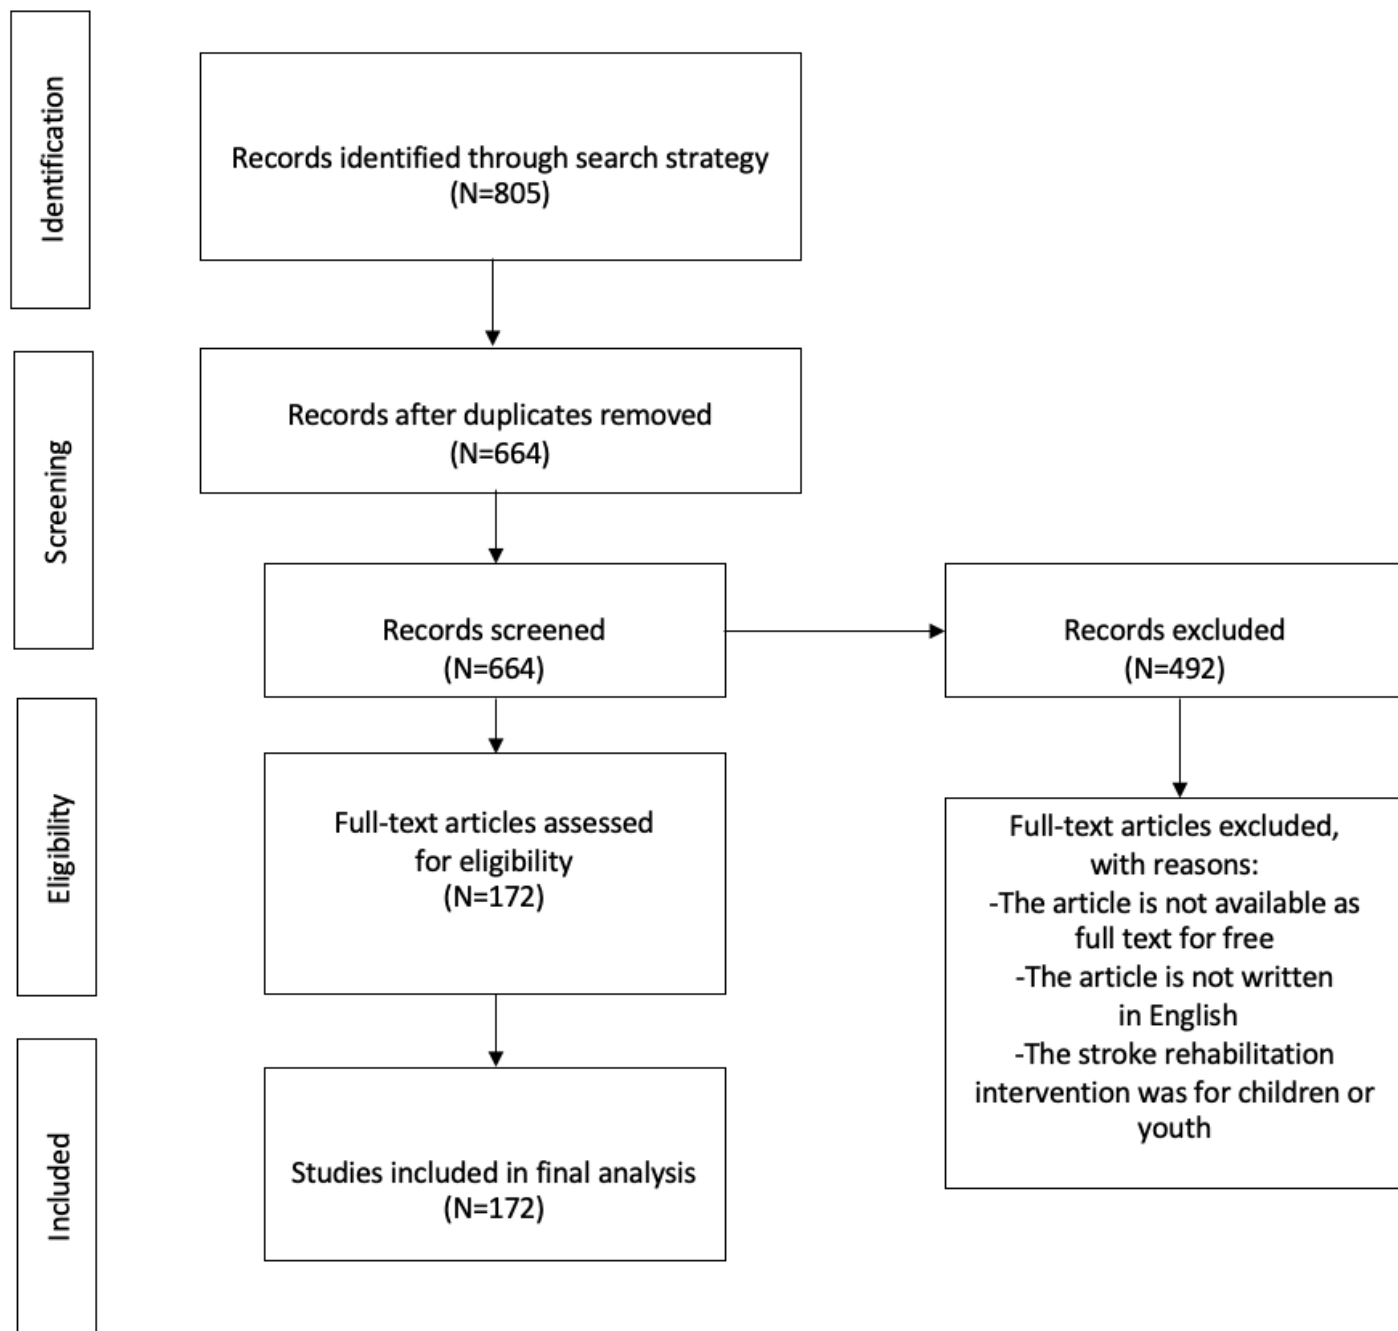 Identification
Records identified through search strategy
(N=805)
Screening
Records after duplicates removed
(N=664)
Records screened
(N=664)
Records excluded
(N=492)
Eligibility
Full-text articles assessed
for eligibility
(N=172)
Full-text articles excluded,
with reasons:
-The article is not available as
full text for free
-The article is not written
in English
-The stroke rehabilitation
intervention was for children or
youth
Included
Studies included in final analysis
(N=172)